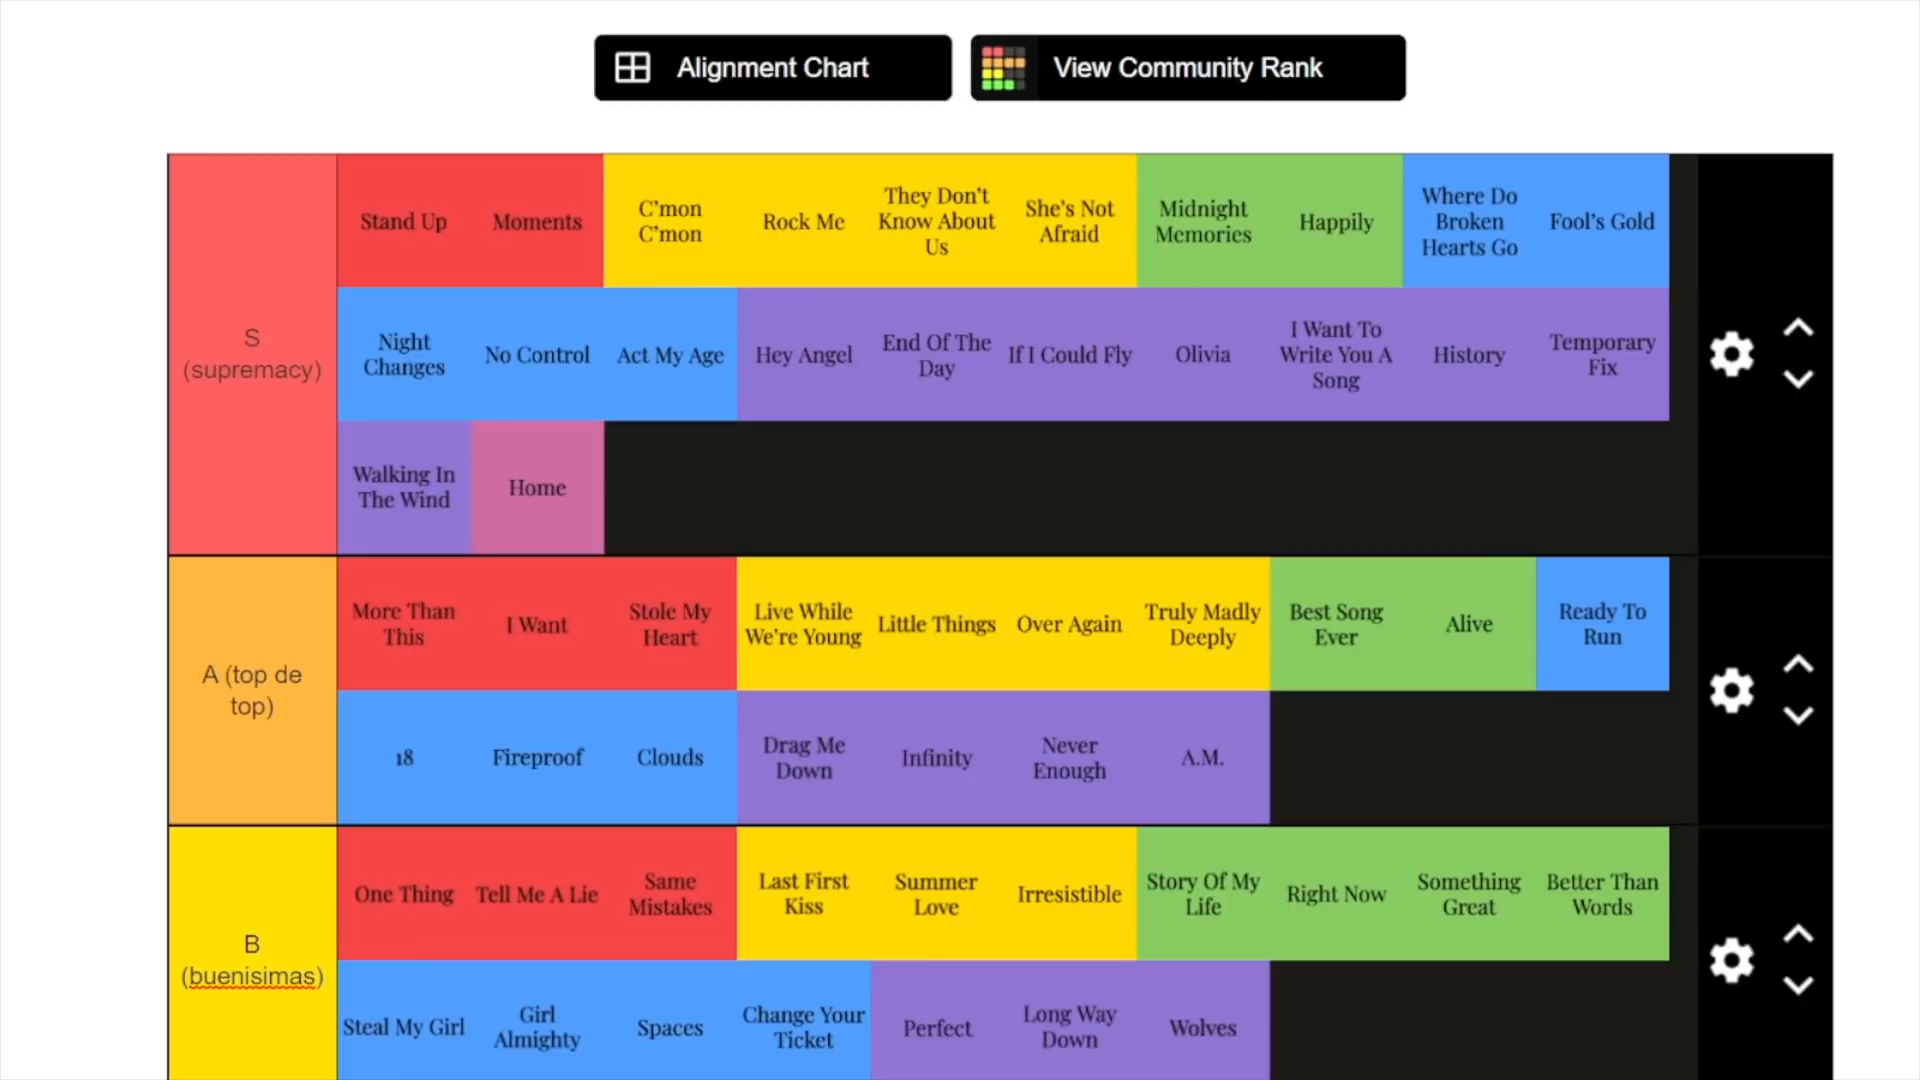 Alignment Chart
View Community Rank
S
(supremacy)
Stand Up
Moments
C'mon
C'mon
Rock Me
They Don't
Know About
Us
She's Not
Afraid
Midnight
Memories
Happily
Where Do
Broken
Hearts Go
Fool's Gold
Night
Changes
No Control
Act My Age
Hey Angel
End Of The
Day
If I Could Fly
Olivia
I Want To
Write You A
Song
History
Temporary
Fix
Walking In
The Wind
Home
A (top de
top)
More Than
This
I Want
Stole My
Heart
Live While
We're Young
Little Things
Over Again
Truly Madly
Deeply
Best Song
Ever
Alive
Ready To
Run
18
Fireproof
Clouds
Drag Me
Down
Infinity
Never
Enough
A.M.
B
(buenisimas)
One Thing
Tell Me A Lie
Same
Mistakes
Last First
Kiss
Summer
Love
Irresistible
Story Of My
Life
Right Now
Something
Great
Better Than
Words
Steal My Girl
Girl
Almighty
Spaces
Change Your
Ticket
Perfect
Long Way
Down
Wolves